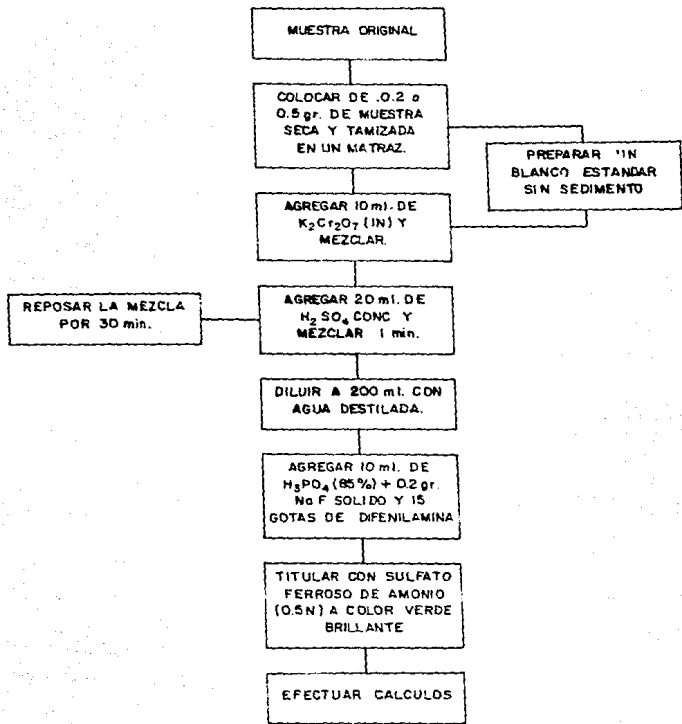 MUESTRA ORIGINAL
COLOCAR DE .0.2 a
0.5 gr. DE MUESTRA
SECA Y TAMIZADA
EN UN MATRAZ.
PREPARAR UN
BLANCO ESTANDAR
SIN SEDIMENTO
AGREGAR 10 ml. DE
K₂Cr₂O₇ (1N) Y
MEZCLAR.
AGREGAR 20 ml. DE
H₂SO₄ CONC Y
MEZCLAR 1 min.
REPOSAR LA MEZCLA
POR 30 min.
DILUIR A 200 ml. CON
AGUA DESTILADA.
AGREGAR 10 ml. DE
H₃PO₄ (85%) + 0.2 gr.
Na F SOLIDO Y 15
GOTAS DE DIFENILAMINA
TITULAR CON SULFATO
FERROSO DE AMONIO
(0.5N) A COLOR VERDE
BRILLANTE
EFECTUAR CALCULOS